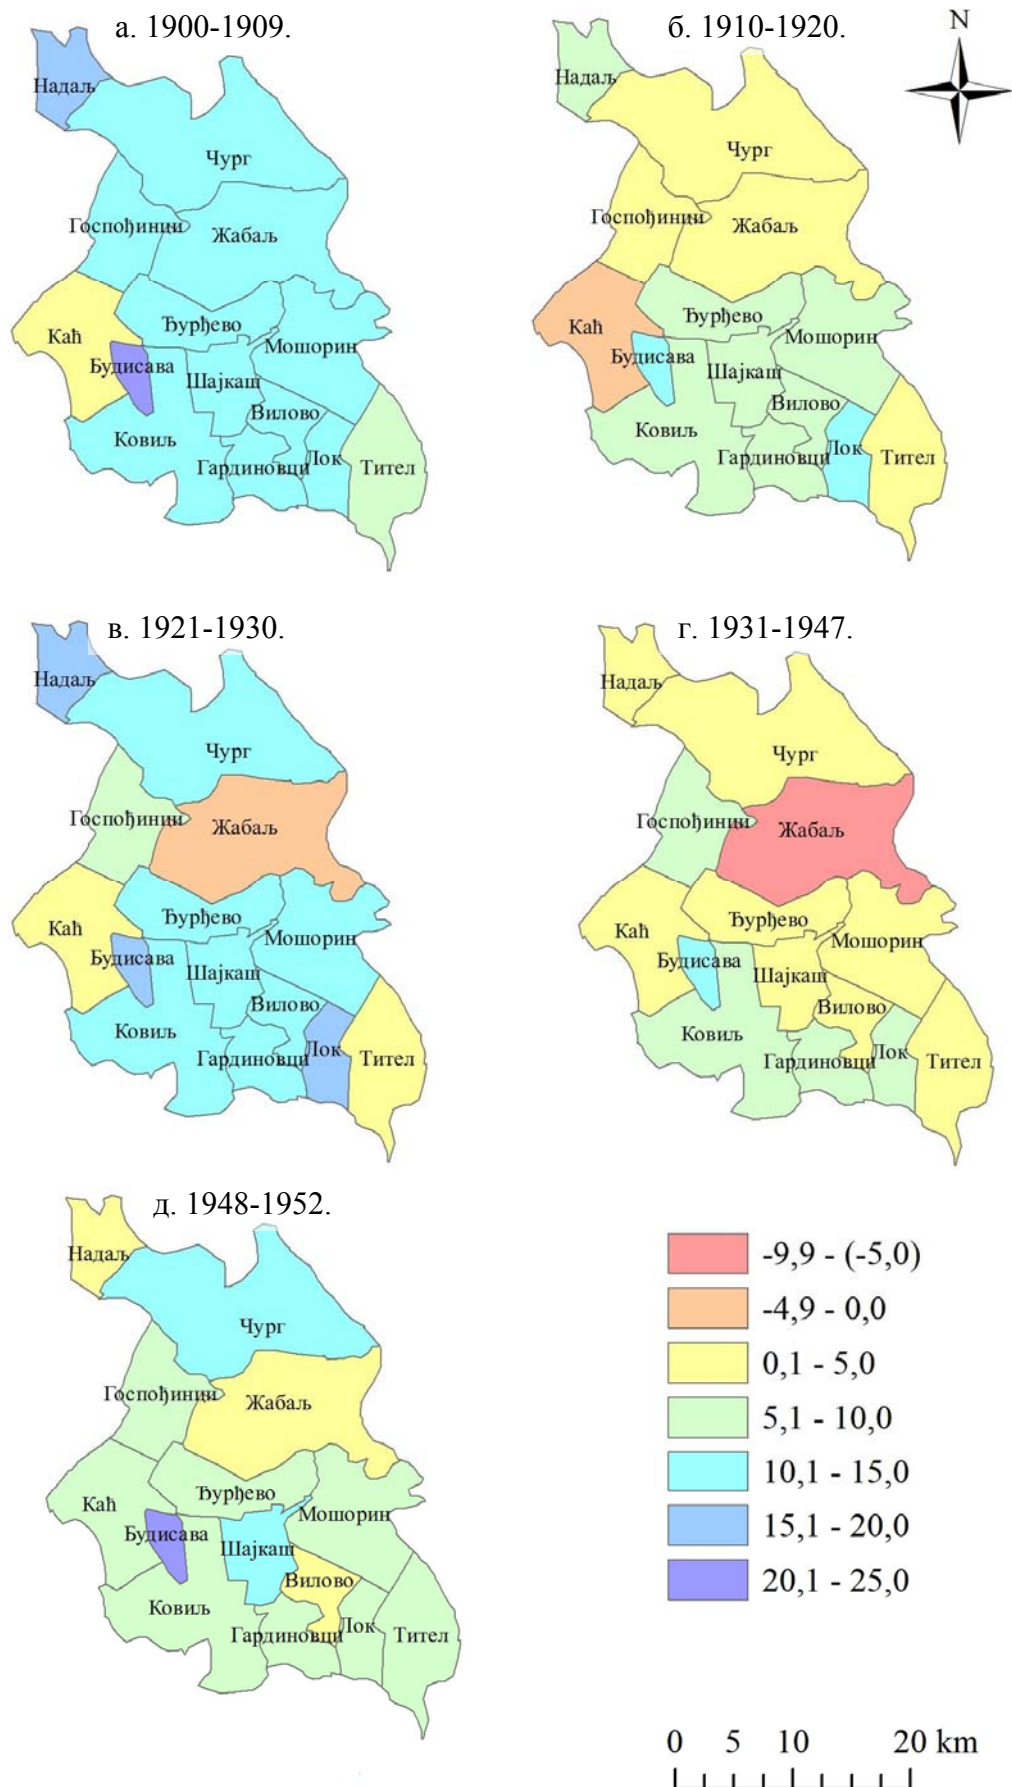 а. 1900-1909.
Надаљ
Чург
Госпођинци
Жабаљ
Каћ
Ђурђево
Мошорин
Будисава
Шајкаш
Вилово
Ковиљ
Гардиновци
Лок
Тител
б. 1910-1920.
N
Надаљ
Чург
Госпођинци
Жабаљ
Каћ
Ђурђево
Мошорин
Будисава
Шајкаш
Вилово
Ковиљ
Гардиновци
Лок
Тител
в. 1921-1930.
Надаљ
Чург
Госпођинци
Жабаљ
Каћ
Ђурђево
Мошорин
Будисава
Шајкаш
Вилово
Ковиљ
Гардиновци
Лок
Тител
г. 1931-1947.
Надаљ
Чург
Госпођинци
Жабаљ
Каћ
Ђурђево
Мошорин
Будисава
Шајкаш
Вилово
Ковиљ
Гардиновци
Лок
Тител
д. 1948-1952.
Надаљ
Чург
Госпођинци
Жабаљ
Каћ
Ђурђево
Мошорин
Будисава
Шајкаш
Вилово
Ковиљ
Гардиновци
Лок
Тител
-9,9 - (-5,0)
-4,9 - 0,0
0,1 - 5,0
5,1 - 10,0
10,1 - 15,0
15,1 - 20,0
20,1 - 25,0
0 5 10 20 km